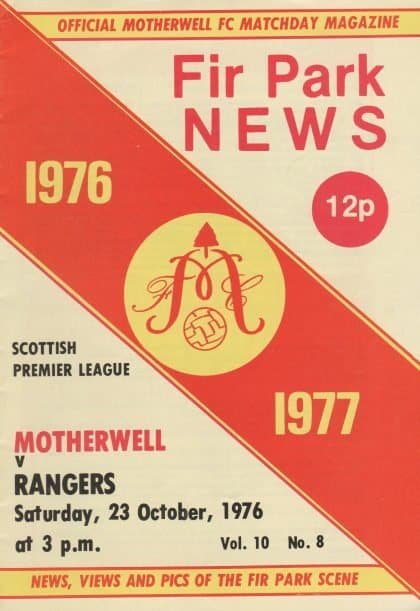 OFFICIAL MOTHERWELL FC MATCHDAY MAGAZINE
Fir Park
NEWS
1976
12p
M
F C
SCOTTISH
PREMIER LEAGUE
1977
MOTHERWELL
v
RANGERS
Saturday, 23 October, 1976
at 3 p.m. Vol. 10 No. 8
NEWS, VIEWS AND PICS OF THE FIR PARK SCENE